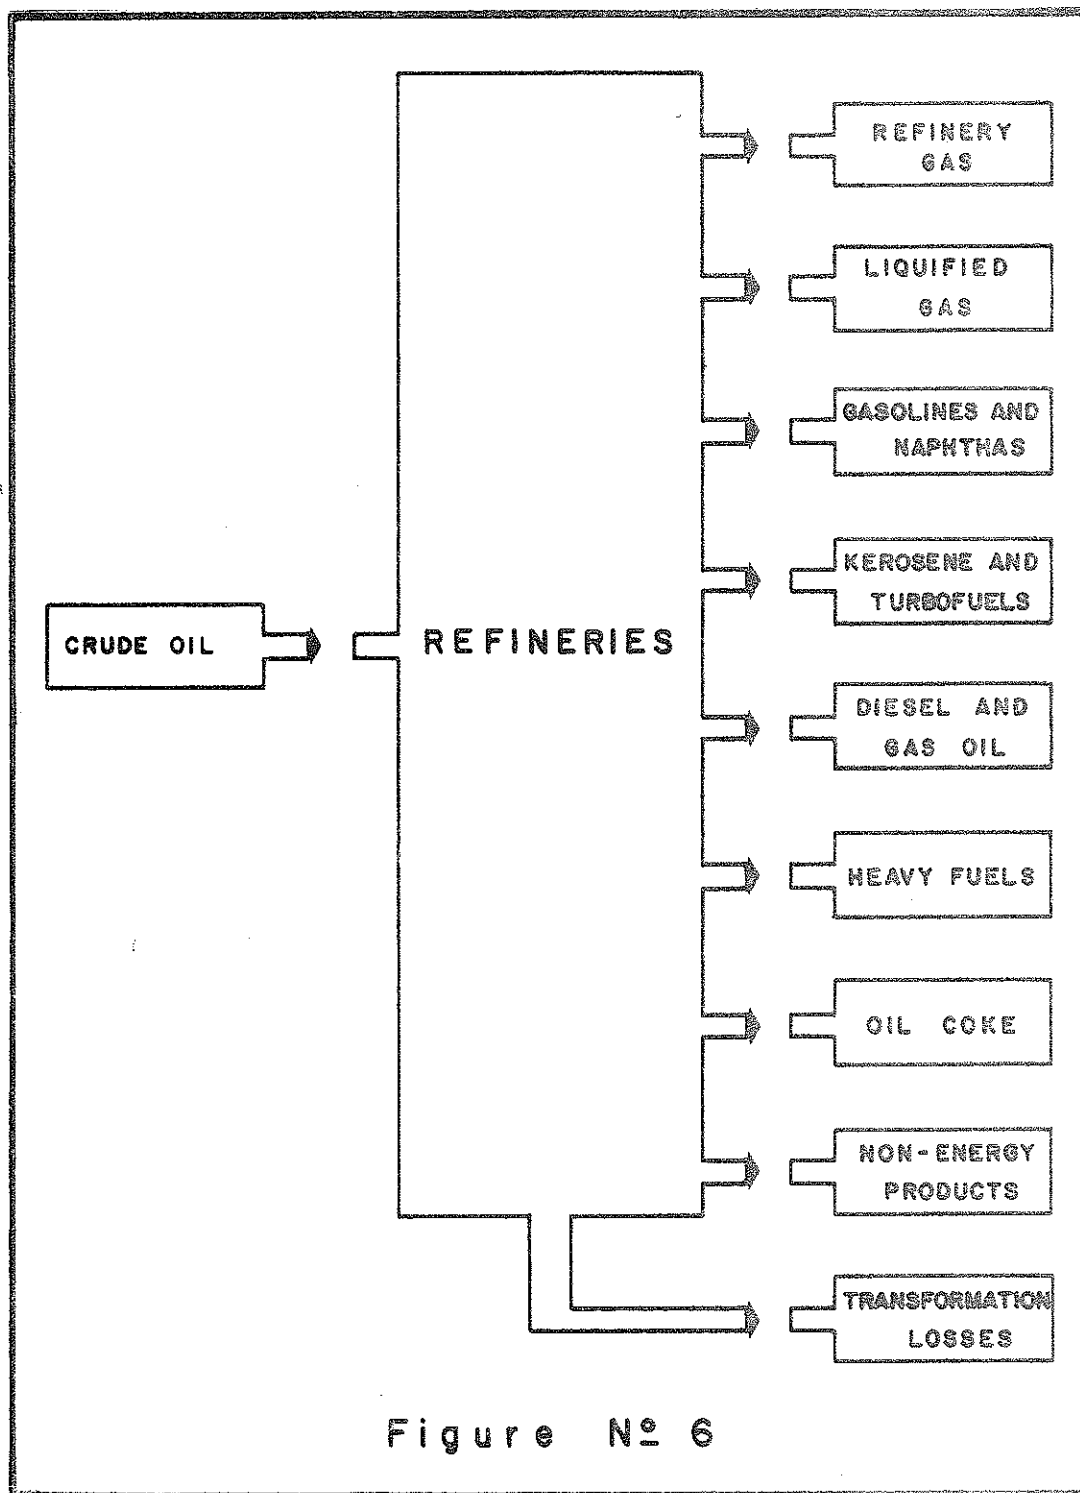 REFINERY
GAS
LIQUIFIED
GAS
GASOLINES AND
NAPHTHAS
KEROSENE AND
TURBOFUELS
CRUDE OIL
REFINERIES
DIESEL AND
GAS OIL
HEAVY FUELS
OIL COKE
NON-ENERGY
PRODUCTS
TRANSFORMATION
LOSSES
Figure Nº 6